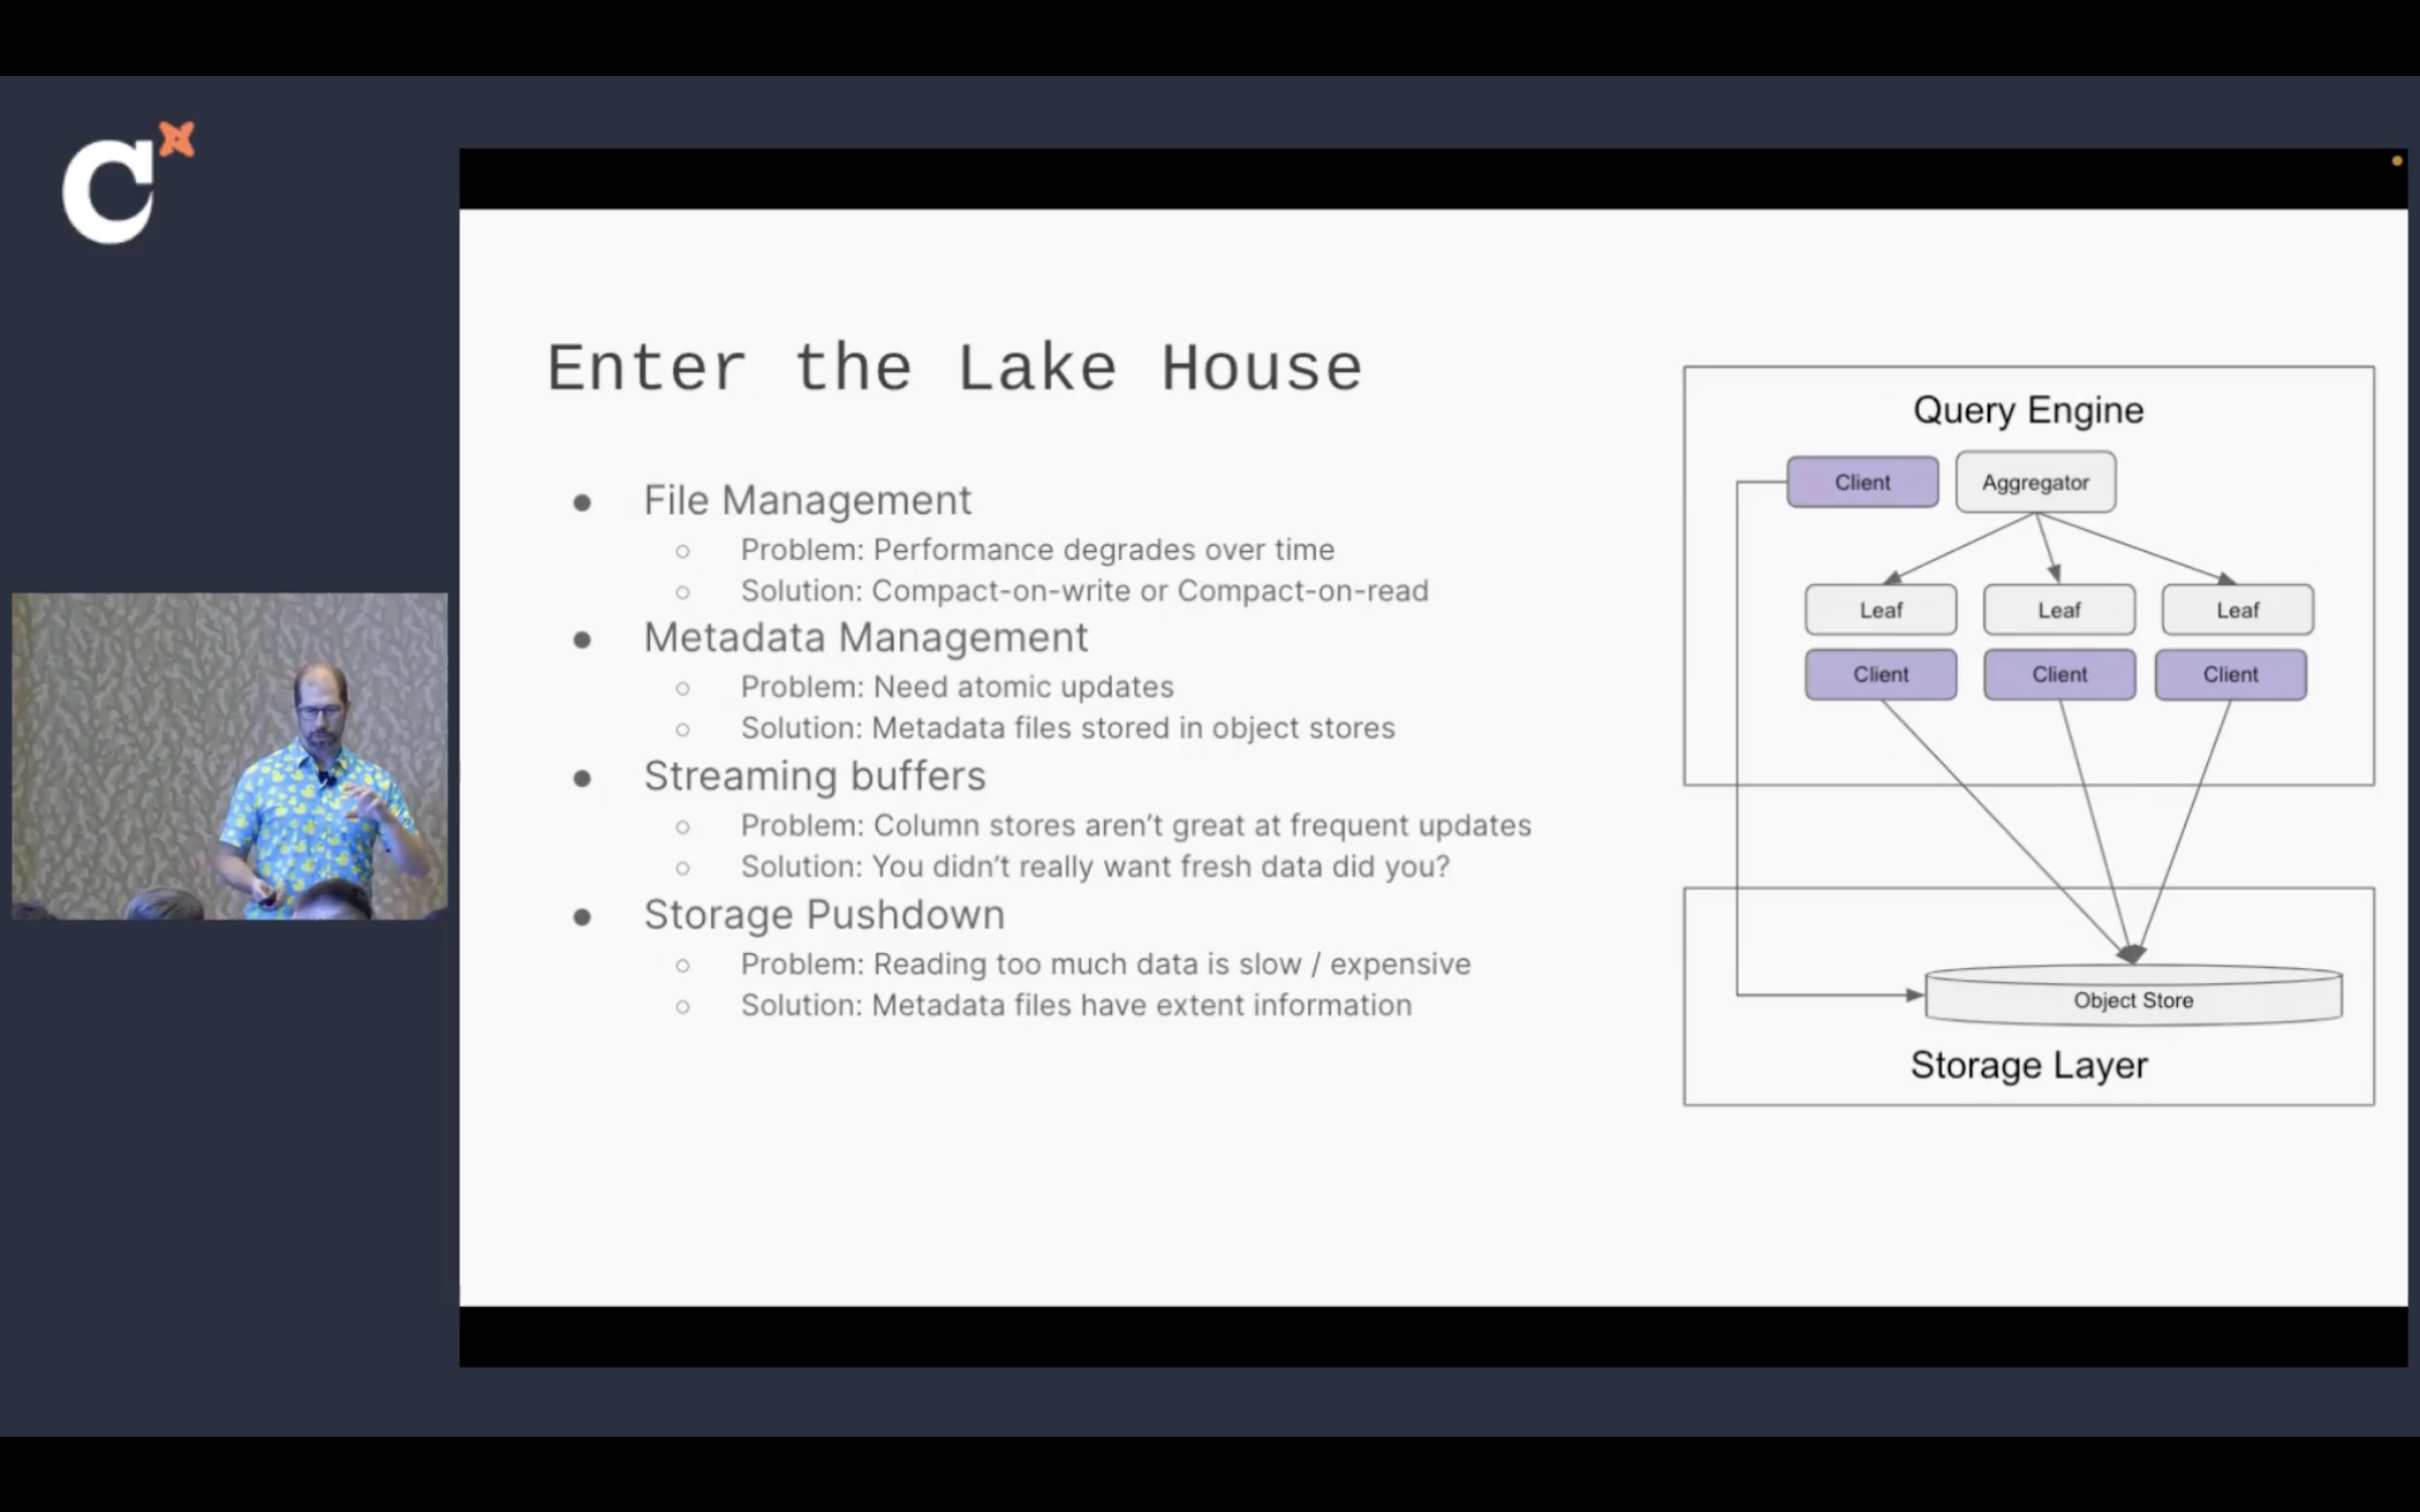 C
Enter the Lake House
● File Management
○ Problem: Performance degrades over time
○ Solution: Compact-on-write or Compact-on-read
● Metadata Management
○ Problem: Need atomic updates
○ Solution: Metadata files stored in object stores
● Streaming buffers
○ Problem: Column stores aren't great at frequent updates
○ Solution: You didn't really want fresh data did you?
● Storage Pushdown
○ Problem: Reading too much data is slow / expensive
○ Solution: Metadata files have extent information
Query Engine
Client Aggregator
Leaf Leaf Leaf
Client Client Client
Object Store
Storage Layer